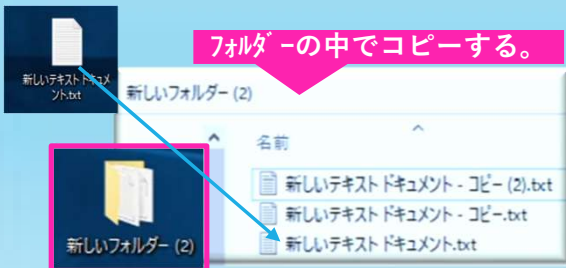 フォルダーの中でコピーする。
新しいテキスト ドキュメ
ント.txt
新しいフォルダー (2)
名前
新しいテキスト ドキュメント - コピー (2).txt
新しいテキスト ドキュメント - コピー.txt
新しいテキスト ドキュメント.txt
新しいフォルダー (2)